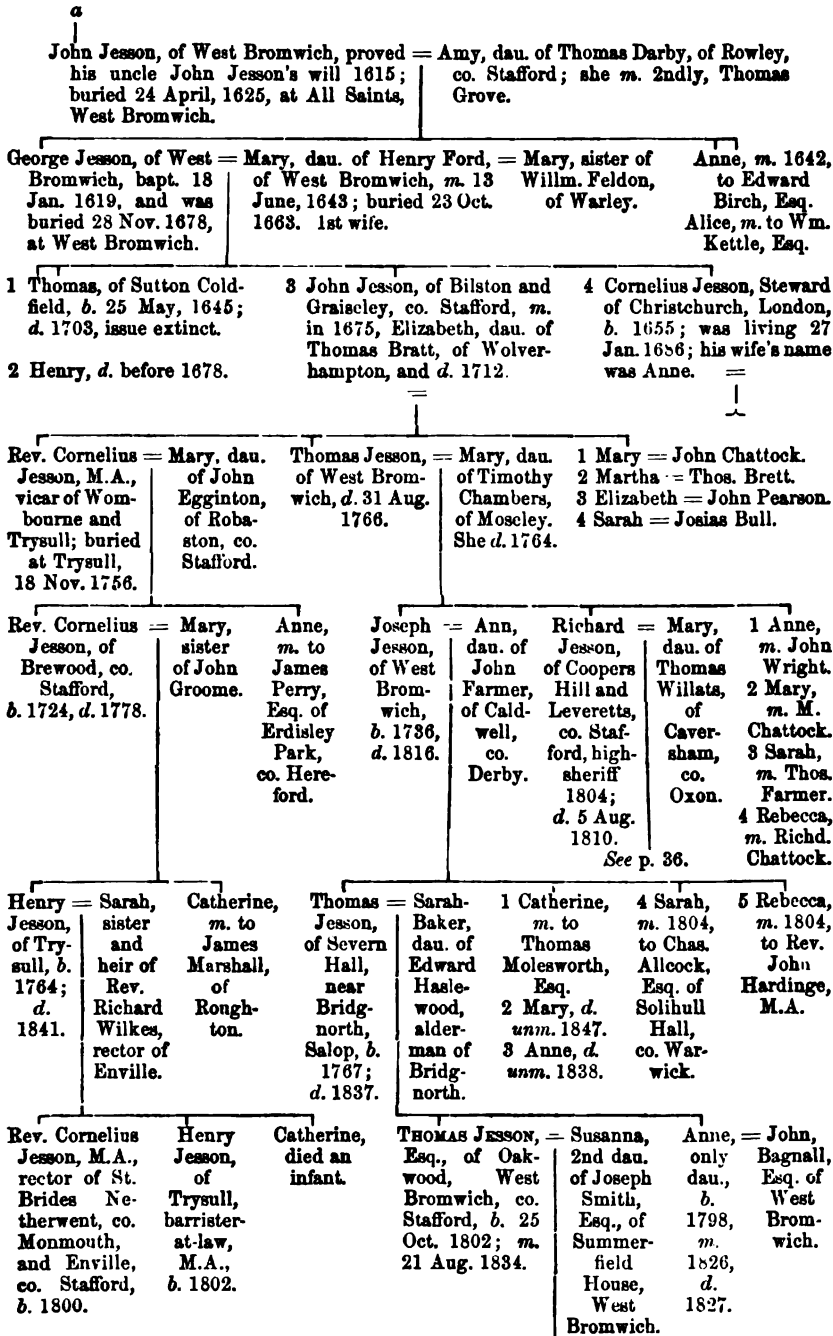 a
John Jesson, of West Bromwich, proved
his uncle John Jesson's will 1615;
buried 24 April, 1625, at All Saints,
West Bromwich.
= Amy, dau. of Thomas Darby, of Rowley,
co. Stafford; she m. 2ndly, Thomas
Grove.
George Jesson, of West
Bromwich, bapt. 18
Jan. 1619, and was
buried 28 Nov. 1678,
at West Bromwich.
= Mary, dau. of Henry Ford,
of West Bromwich, m. 13
June, 1643; buried 23 Oct.
1663. 1st wife.
= Mary, sister of
Willm. Feldon,
of Warley.
Anne, m. 1642,
to Edward
Birch, Esq.
Alice, m. to Wm.
Kettle, Esq.
1 Thomas, of Sutton Cold-
field, b. 25 May, 1645;
d. 1703, issue extinct.
2 Henry, d. before 1678.
3 John Jesson, of Bilston and
Graiseley, co. Stafford, m.
in 1675, Elizabeth, dau. of
Thomas Bratt, of Wolver-
hampton, and d. 1712.
=
4 Cornelius Jesson, Steward
of Christchurch, London,
b. 1655; was living 27
Jan. 1686; his wife's name
was Anne. =
Rev. Cornelius
Jesson, M.A.,
vicar of Wom-
bourne and
Trysull; buried
at Trysull,
18 Nov. 1756.
= Mary, dau.
of John
Egginton,
of Roba-
ston, co.
Stafford.
Thomas Jesson,
of West Brom-
wich, d. 31 Aug.
1766.
= Mary, dau.
of Timothy
Chambers,
of Moseley.
She d. 1764.
1 Mary = John Chattock.
2 Martha = Thos. Brett.
3 Elizabeth = John Pearson.
4 Sarah = Josias Bull.
Rev. Cornelius
Jesson, of
Brewood, co.
Stafford,
b. 1724, d. 1778.
= Mary,
sister
of John
Groome.
Anne,
m. to
James
Perry,
Esq. of
Erdisley
Park,
co. Here-
ford.
Joseph
Jesson,
of West
Brom-
wich,
b. 1736,
d. 1816.
= Ann,
dau. of
John
Farmer,
of Cald-
well,
co.
Derby.
Richard
Jesson,
of Coopers
Hill and
Leveretts,
co. Staf-
ford, high-
sheriff
1804;
d. 5 Aug.
1810.
= Mary,
dau. of
Thomas
Willats,
of
Caver-
sham,
co.
Oxon.
See p. 36.
1 Anne,
m. John
Wright.
2 Mary,
m. M.
Chattock.
3 Sarah,
m. Thos.
Farmer.
4 Rebecca,
m. Richd.
Chattock.
Henry
Jesson,
of Try-
sull, b.
1764;
d.
1841.
= Sarah,
sister
and
heir of
Rev.
Richard
Wilkes,
rector of
Enville.
Catherine,
m. to
James
Marshall,
of
Rough-
ton.
Thomas
Jesson,
of Severn
Hall,
near
Bridg-
north,
Salop, b.
1767;
d. 1837.
= Sarah-
Baker,
dau. of
Edward
Hasle-
wood,
alder-
man of
Bridg-
north.
1 Catherine,
m. to
Thomas
Molesworth,
Esq.
2 Mary, d.
unm. 1847.
3 Anne, d.
unm. 1838.
4 Sarah,
m. 1804,
to Chas.
Allcock,
Esq. of
Solihull
Hall,
co. War-
wick.
5 Rebecca,
m. 1804,
to Rev.
John
Hardinge,
M.A.
Rev. Cornelius
Jesson, M.A.,
rector of St.
Brides Ne-
therwent, co.
Monmouth,
and Enville,
co. Stafford,
b. 1800.
Henry
Jesson,
of
Trysull,
barrister-
at-law,
M.A.,
b. 1802.
Catherine,
died an
infant.
THOMAS JESSON,
Esq., of Oak-
wood, West
Bromwich, co.
Stafford, b. 25
Oct. 1802; m.
21 Aug. 1834.
= Susanna,
2nd dau.
of Joseph
Smith,
Esq., of
Summer-
field
House,
West
Bromwich.
Anne,
only
dau.,
b.
1798,
m.
1826,
d.
1827.
= John,
Bagnall,
Esq. of
West
Brom-
wich.